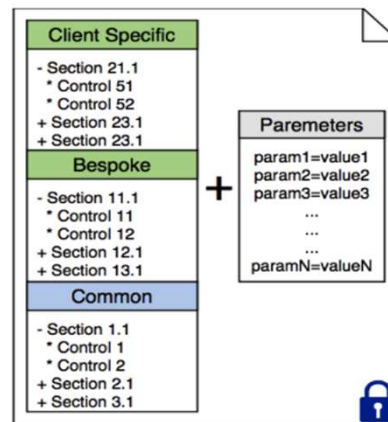 Client Specific
- Section 21.1
* Control 51
* Control 52
+ Section 23.1
+ Section 23.1
Bespoke
- Section 11.1
* Control 11
* Control 12
+ Section 12.1
+ Section 13.1
Common
- Section 1.1
* Control 1
* Control 2
+ Section 2.1
+ Section 3.1
+
Paremeters
param1=value1
param2=value2
param3=value3
...
...
...
paramN=valueN